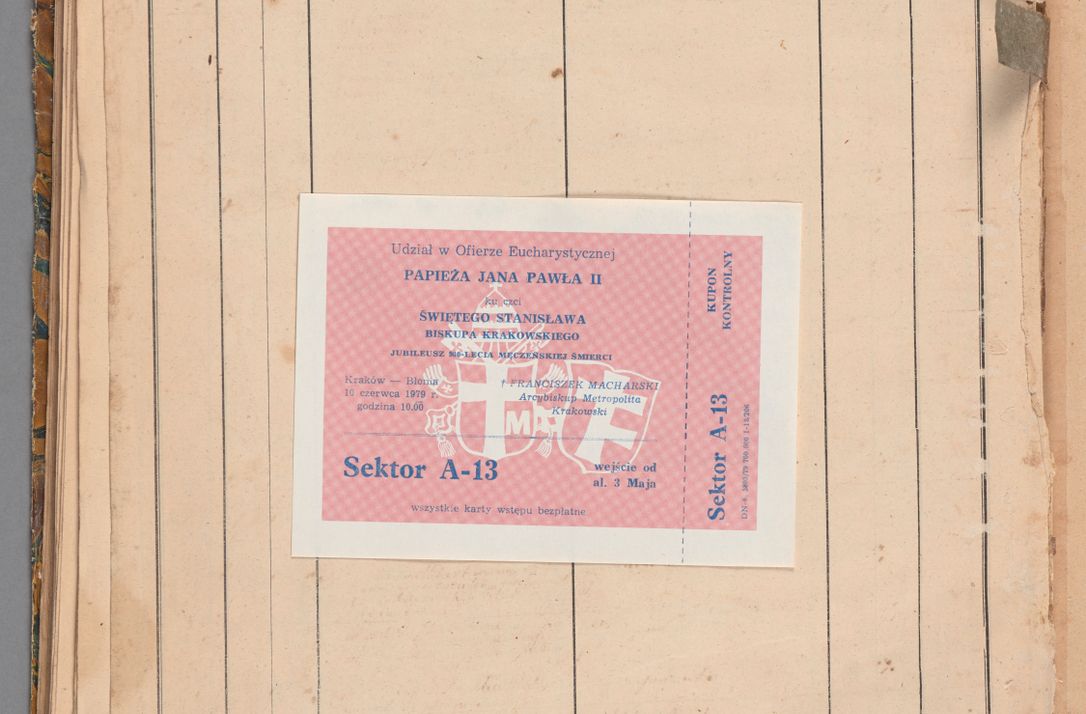 Udział w Ofierze Eucharystycznej
PAPIEŻA JANA PAWŁA II
ku czci
ŚWIĘTEGO STANISŁAWA
BISKUPA KRAKOWSKIEGO
JUBILEUSZ 900-LECIA MĘCZEŃSKIEJ ŚMIERCI
Kraków — Błonia
10 czerwca 1979 r.
godzina 10.00
† FRANCISZEK MACHARSKI
Arcybiskup Metropolita
Krakowski
M
Sektor A-13
wejście od
al. 3 Maja
wszystkie karty wstępu bezpłatne
KUPON
KONTROLNY
Sektor A-13
700.000